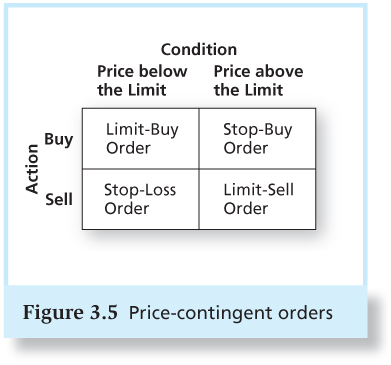 Condition
Price below Price above
the Limit the Limit
Action
Buy
Limit-Buy Stop-Buy
Order Order
Sell
Stop-Loss Limit-Sell
Order Order
Figure 3.5 Price-contingent orders